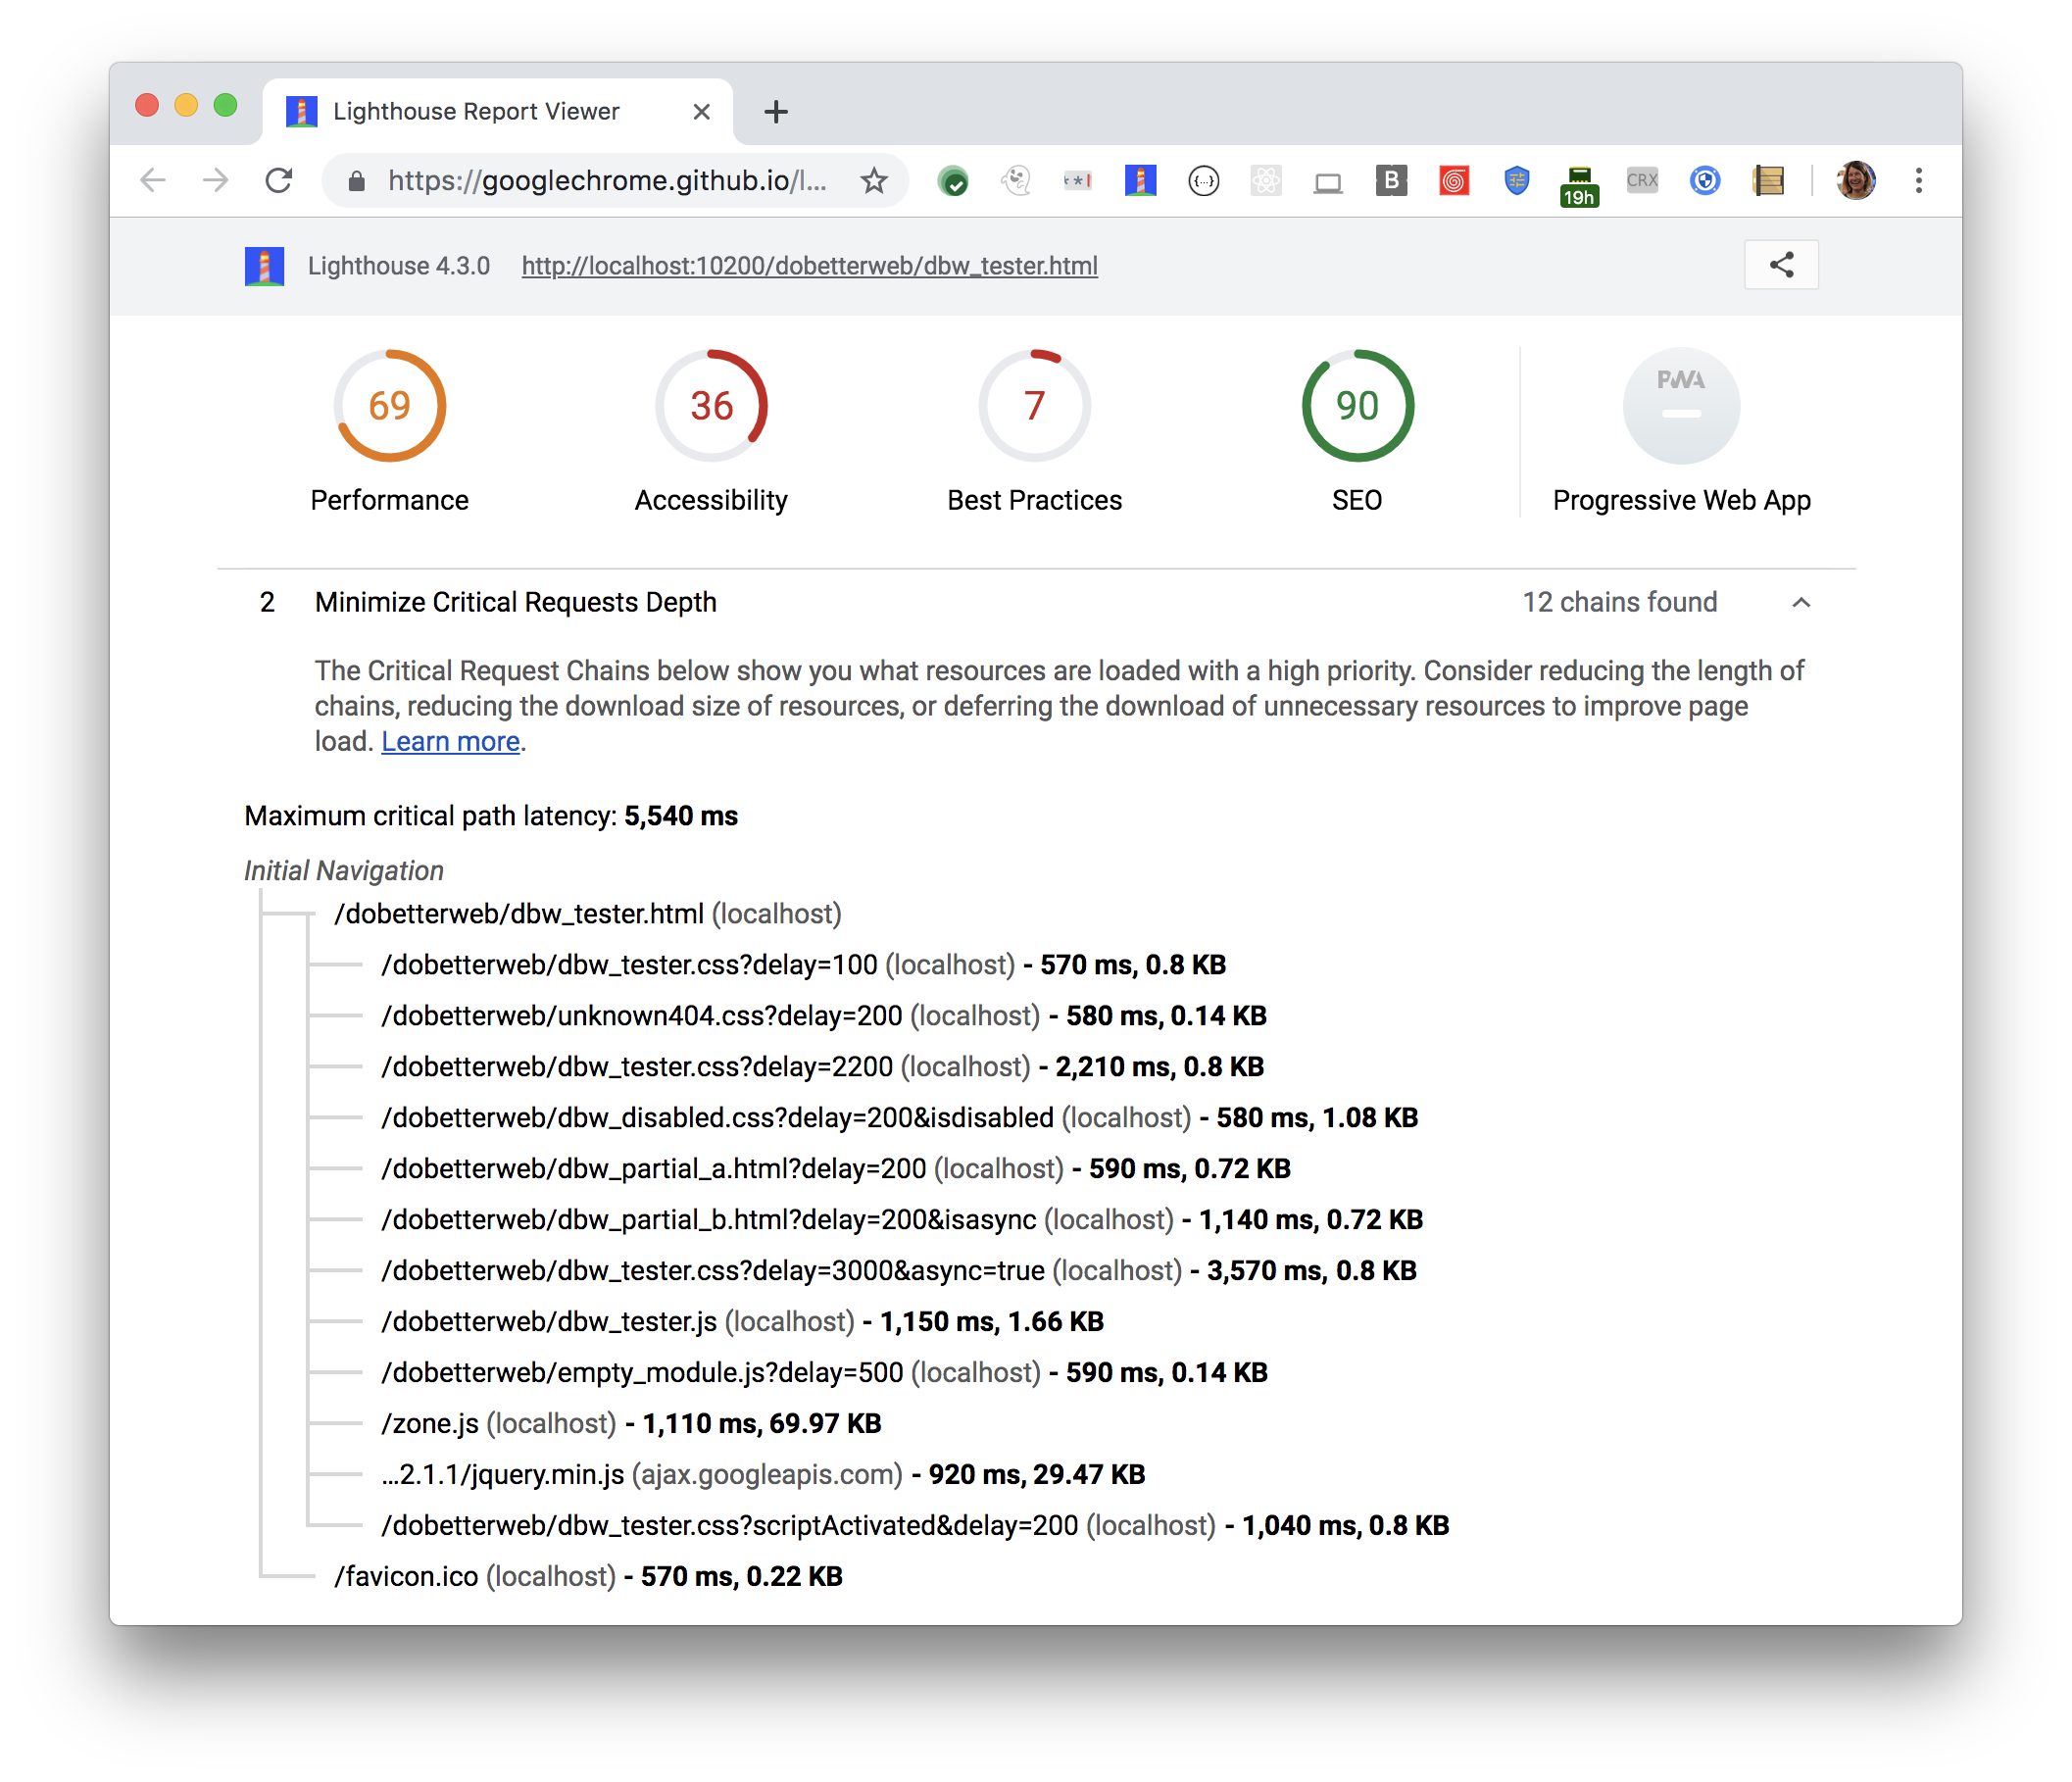 Lighthouse Report Viewer
https://googlechrome.github.io/l...
B
19h
CRX
Lighthouse 4.3.0 http://localhost:10200/dobetterweb/dbw_tester.html
69 36 7 90 PWA
Performance Accessibility Best Practices SEO Progressive Web App
2 Minimize Critical Requests Depth 12 chains found
The Critical Request Chains below show you what resources are loaded with a high priority. Consider reducing the length of
chains, reducing the download size of resources, or deferring the download of unnecessary resources to improve page
load. Learn more.
Maximum critical path latency: 5,540 ms
Initial Navigation
/dobetterweb/dbw_tester.html (localhost)
/dobetterweb/dbw_tester.css?delay=100 (localhost) - 570 ms, 0.8 KB
/dobetterweb/unknown404.css?delay=200 (localhost) - 580 ms, 0.14 KB
/dobetterweb/dbw_tester.css?delay=2200 (localhost) - 2,210 ms, 0.8 KB
/dobetterweb/dbw_disabled.css?delay=200&isdisabled (localhost) - 580 ms, 1.08 KB
/dobetterweb/dbw_partial_a.html?delay=200 (localhost) - 590 ms, 0.72 KB
/dobetterweb/dbw_partial_b.html?delay=200&isasync (localhost) - 1,140 ms, 0.72 KB
/dobetterweb/dbw_tester.css?delay=3000&async=true (localhost) - 3,570 ms, 0.8 KB
/dobetterweb/dbw_tester.js (localhost) - 1,150 ms, 1.66 KB
/dobetterweb/empty_module.js?delay=500 (localhost) - 590 ms, 0.14 KB
/zone.js (localhost) - 1,110 ms, 69.97 KB
…2.1.1/jquery.min.js (ajax.googleapis.com) - 920 ms, 29.47 KB
/dobetterweb/dbw_tester.css?scriptActivated&delay=200 (localhost) - 1,040 ms, 0.8 KB
/favicon.ico (localhost) - 570 ms, 0.22 KB